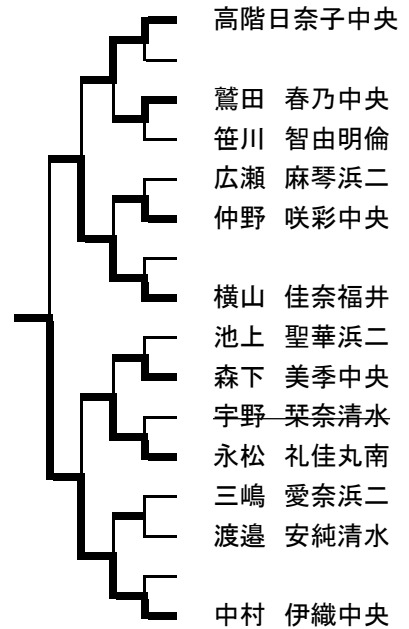 高階日奈子中央
鷲田 春乃中央
笹川 智由明倫
広瀬 麻琴浜二
仲野 咲彩中央
横山 佳奈福井
池上 聖華浜二
森下 美季中央
宇野 栞奈清水
永松 礼佳丸南
三嶋 愛奈浜二
渡邉 安純清水
中村 伊織中央